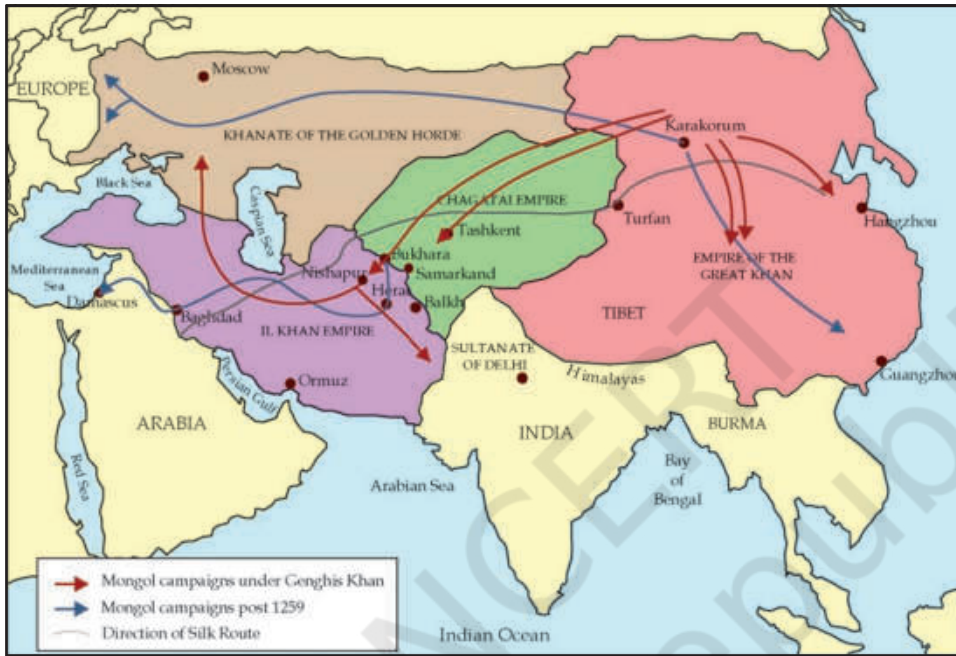 Moscow
EUROPE
Karakorum
KHANATE OF THE GOLDEN HORDE
Black Sea
Caspian Sea
CHAGATAI EMPIRE
Turfan
Hangzhou
Tashkent
Bukhara
EMPIRE OF THE
GREAT KHAN
Mediterranean
Sea
Nishapur
Samarkand
Damascus
Herat
Balkh
Baghdad
IL KHAN EMPIRE
TIBET
SULTANATE
OF DELHI
Himalayas
Guangzhou
Ormuz
Persian Gulf
ARABIA
INDIA
BURMA
Red Sea
Arabian Sea
Bay
of
Bengal
Mongol campaigns under Genghis Khan
Mongol campaigns post 1259
Direction of Silk Route
Indian Ocean
NCERT